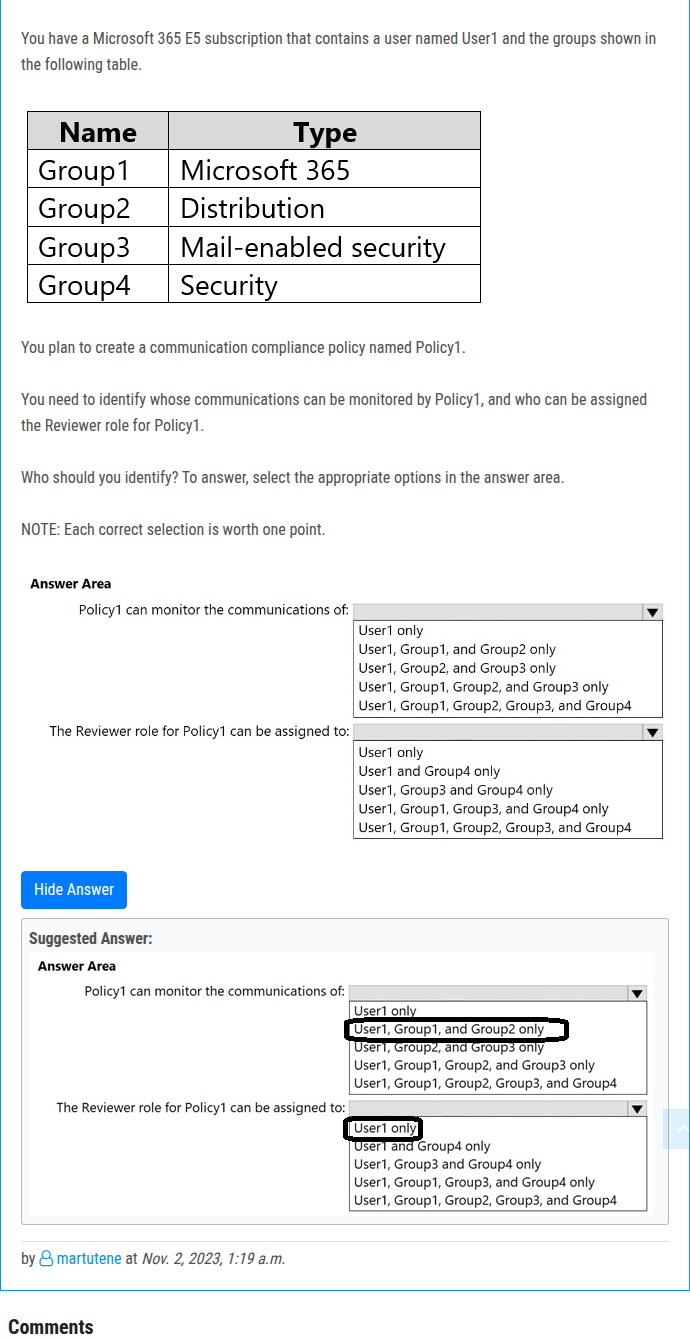 You have a Microsoft 365 E5 subscription that contains a user named User1 and the groups shown in
the following table.
Name Type
Group1 Microsoft 365
Group2 Distribution
Group3 Mail-enabled security
Group4 Security
You plan to create a communication compliance policy named Policy1.
You need to identify whose communications can be monitored by Policy1, and who can be assigned
the Reviewer role for Policy1.
Who should you identify? To answer, select the appropriate options in the answer area.
NOTE: Each correct selection is worth one point.
Answer Area
Policy1 can monitor the communications of:
User1 only
User1, Group1, and Group2 only
User1, Group2, and Group3 only
User1, Group1, Group2, and Group3 only
User1, Group1, Group2, Group3, and Group4
The Reviewer role for Policy1 can be assigned to:
User1 only
User1 and Group4 only
User1, Group3 and Group4 only
User1, Group1, Group3, and Group4 only
User1, Group1, Group2, Group3, and Group4
Hide Answer
Suggested Answer:
Answer Area
Policy1 can monitor the communications of:
User1 only
User1, Group1, and Group2 only
User1, Group2, and Group3 only
User1, Group1, Group2, and Group3 only
User1, Group1, Group2, Group3, and Group4
The Reviewer role for Policy1 can be assigned to:
User1 only
User1 and Group4 only
User1, Group3 and Group4 only
User1, Group1, Group3, and Group4 only
User1, Group1, Group2, Group3, and Group4
by martutene at Nov. 2, 2023, 1:19 a.m.
Comments